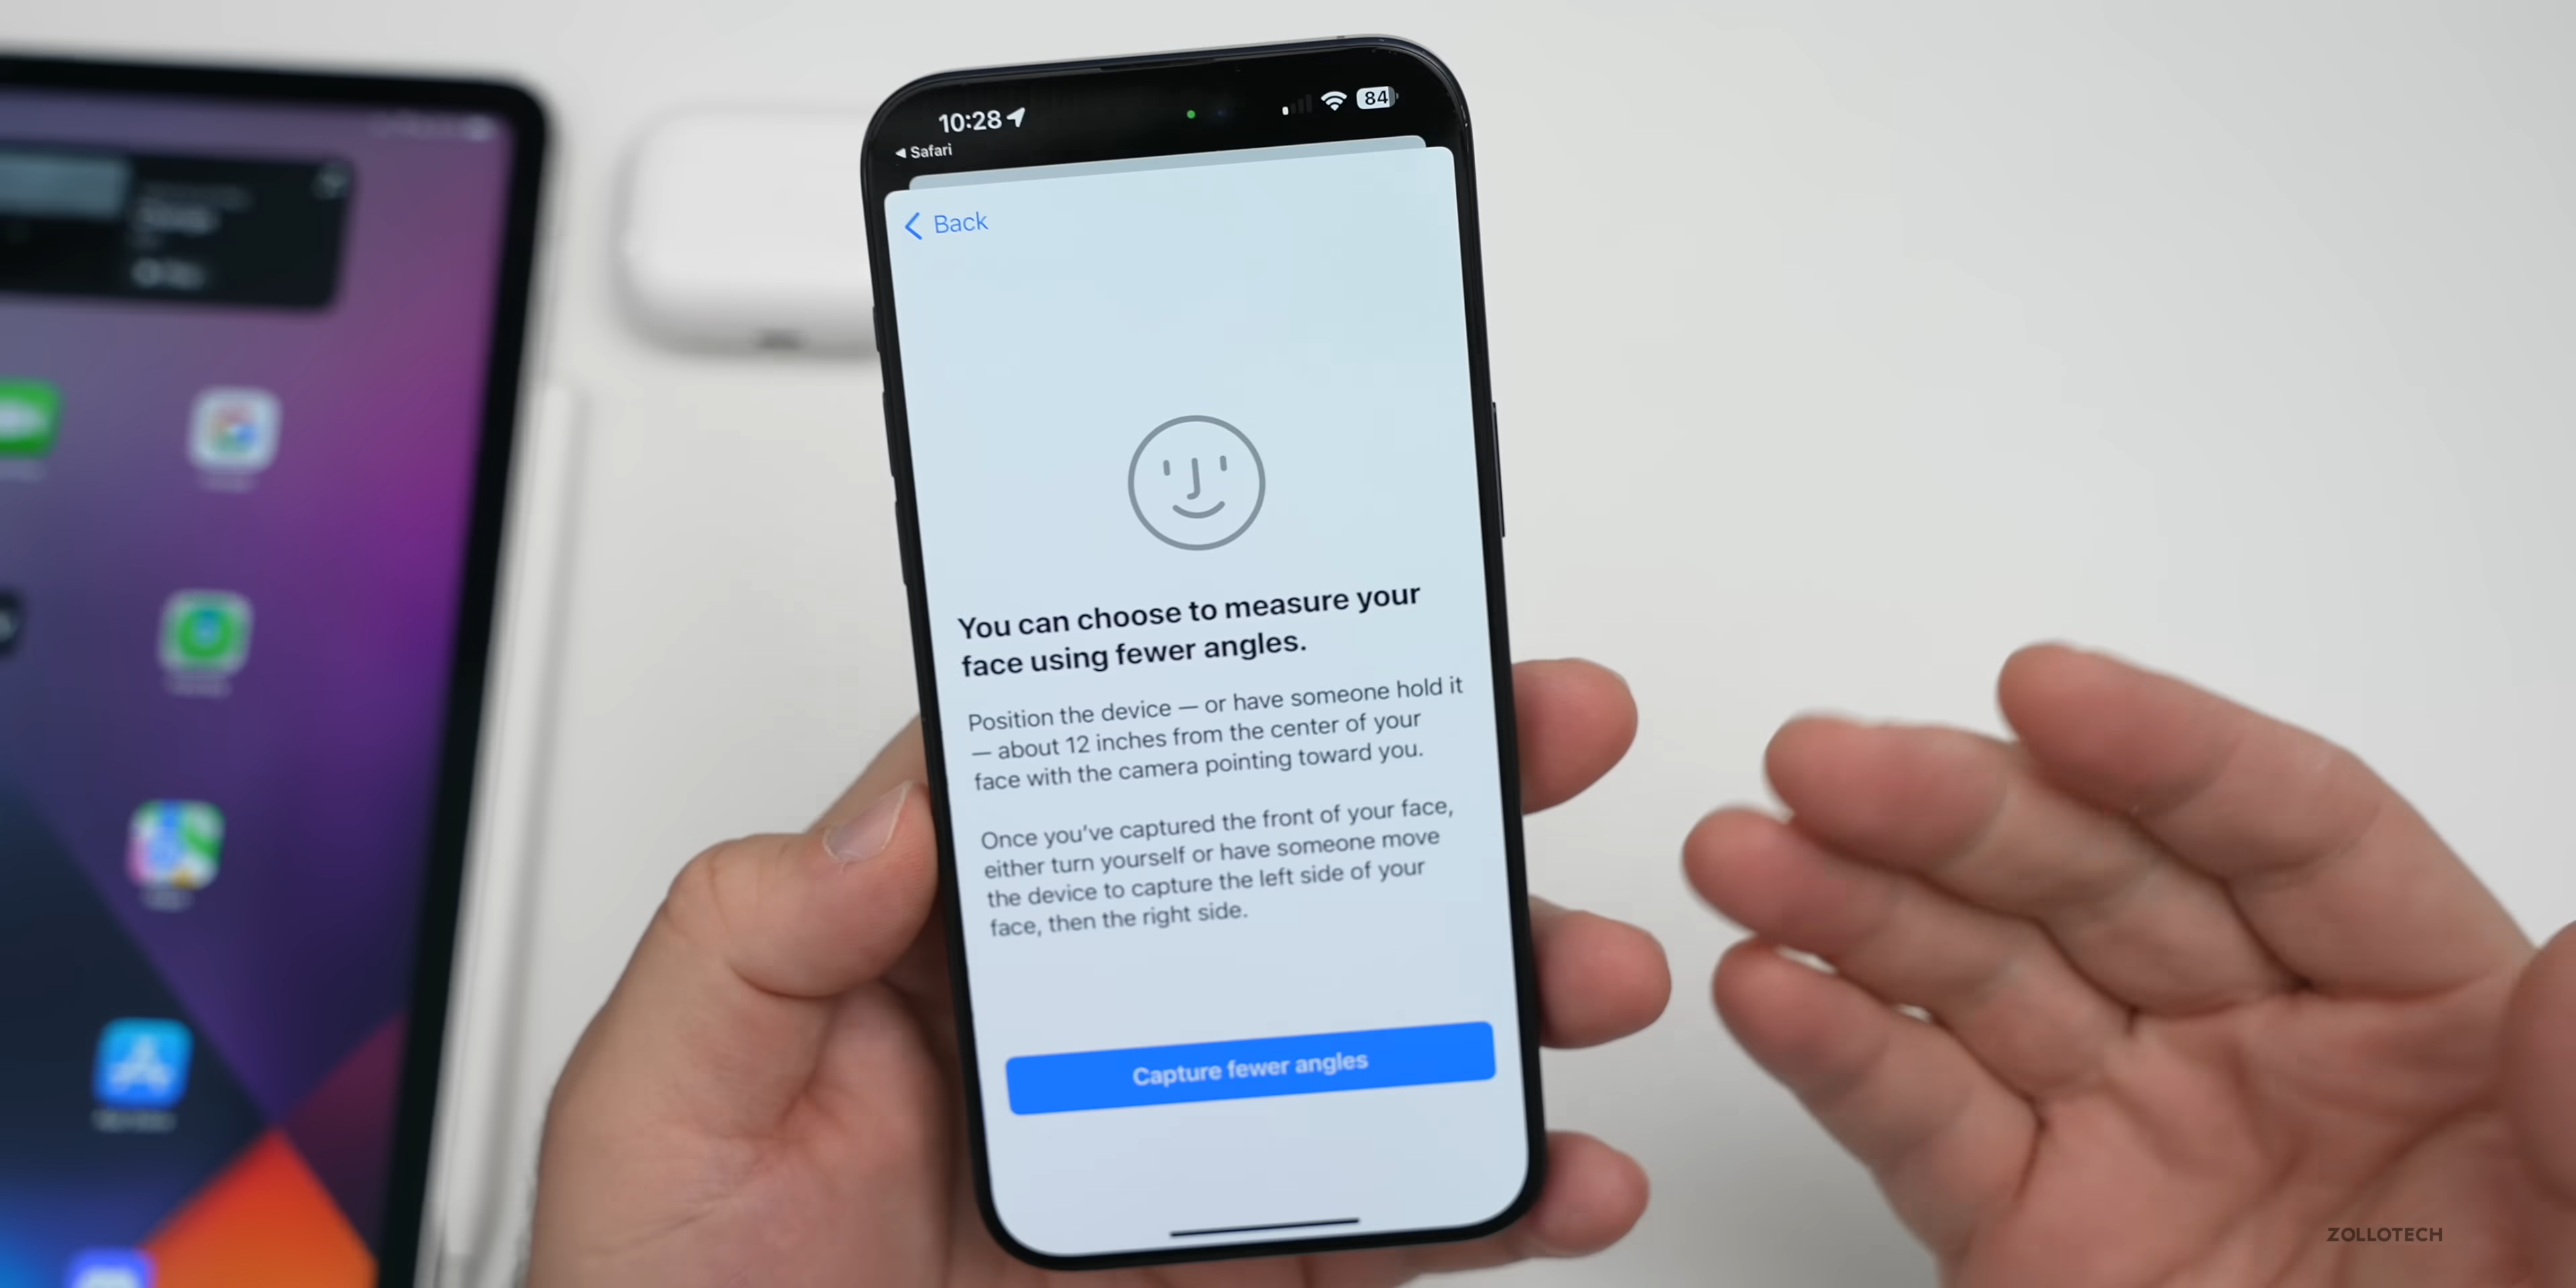 10:28
84
Safari
Back
You can choose to measure your
face using fewer angles.
Position the device — or have someone hold it
— about 12 inches from the center of your
face with the camera pointing toward you.
Once you’ve captured the front of your face,
either turn yourself or have someone move
the device to capture the left side of your
face, then the right side.
Capture fewer angles
ZOLLOTECH